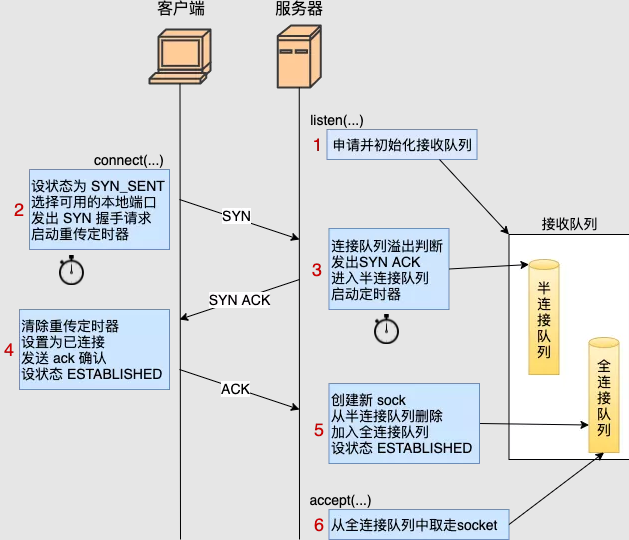 客户端
服务器
listen(...)
1
申请并初始化接收队列
connect(...)
2
设状态为 SYN_SENT
选择可用的本地端口
发出 SYN 握手请求
启动重传定时器
SYN
接收队列
3
连接队列溢出判断
发出SYN ACK
进入半连接队列
启动定时器
半连接队列
SYN ACK
4
清除重传定时器
设置为已连接
发送 ack 确认
设状态 ESTABLISHED
全连接队列
ACK
5
创建新 sock
从半连接队列删除
加入全连接队列
设状态 ESTABLISHED
accept(...)
6
从全连接队列中取走socket